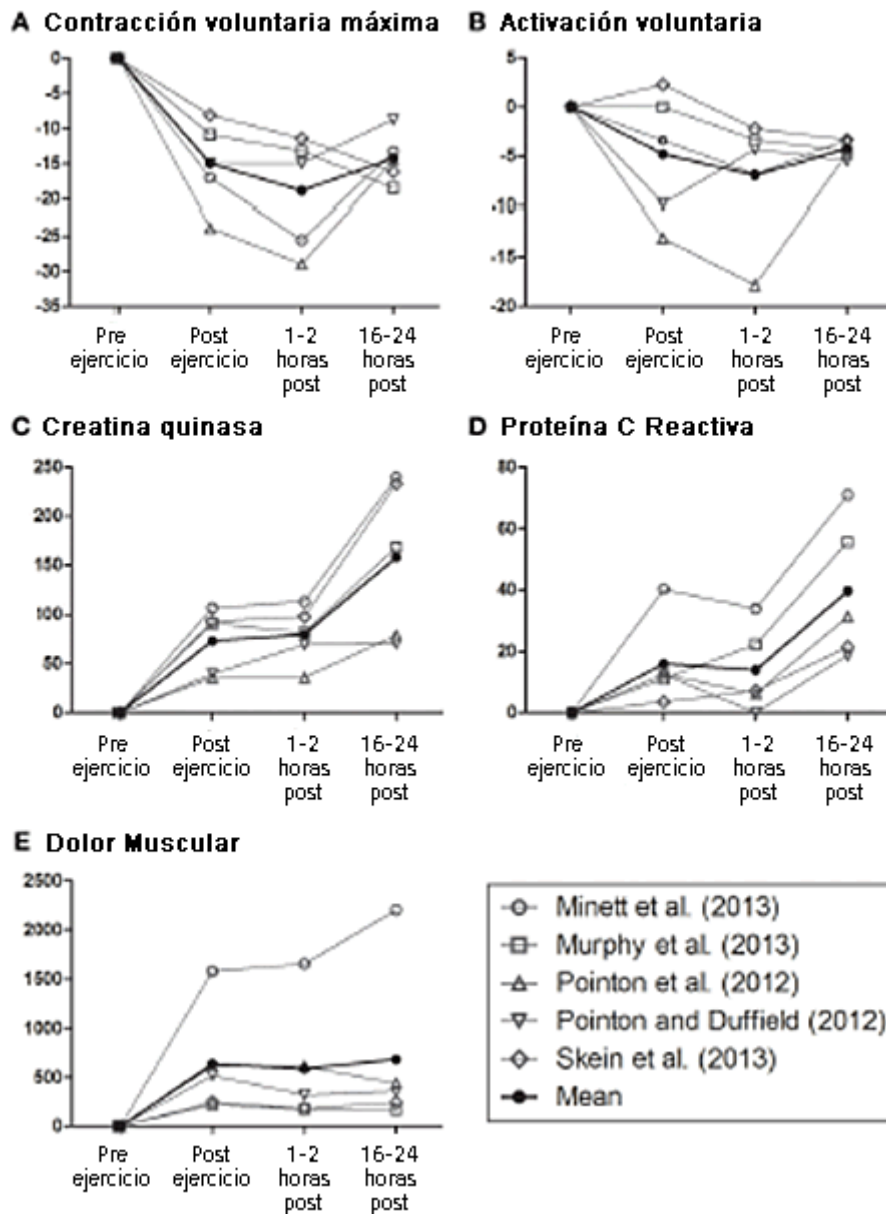 A Contracción voluntaria máxima
0
-5
-10
-15
-20
-25
-30
-35
Pre ejercicio
Post ejercicio
1-2 horas post
16-24 horas post
B Activación voluntaria
5
0
-5
-10
-15
-20
Pre ejercicio
Post ejercicio
1-2 horas post
16-24 horas post
C Creatina quinasa
250
200
150
100
50
0
Pre ejercicio
Post ejercicio
1-2 horas post
16-24 horas post
D Proteína C Reactiva
80
60
40
20
0
Pre ejercicio
Post ejercicio
1-2 horas post
16-24 horas post
E Dolor Muscular
2500
2000
1500
1000
500
0
Pre ejercicio
Post ejercicio
1-2 horas post
16-24 horas post
Minett et al. (2013)
Murphy et al. (2013)
Pointon et al. (2012)
Pointon and Duffield (2012)
Skein et al. (2013)
Mean